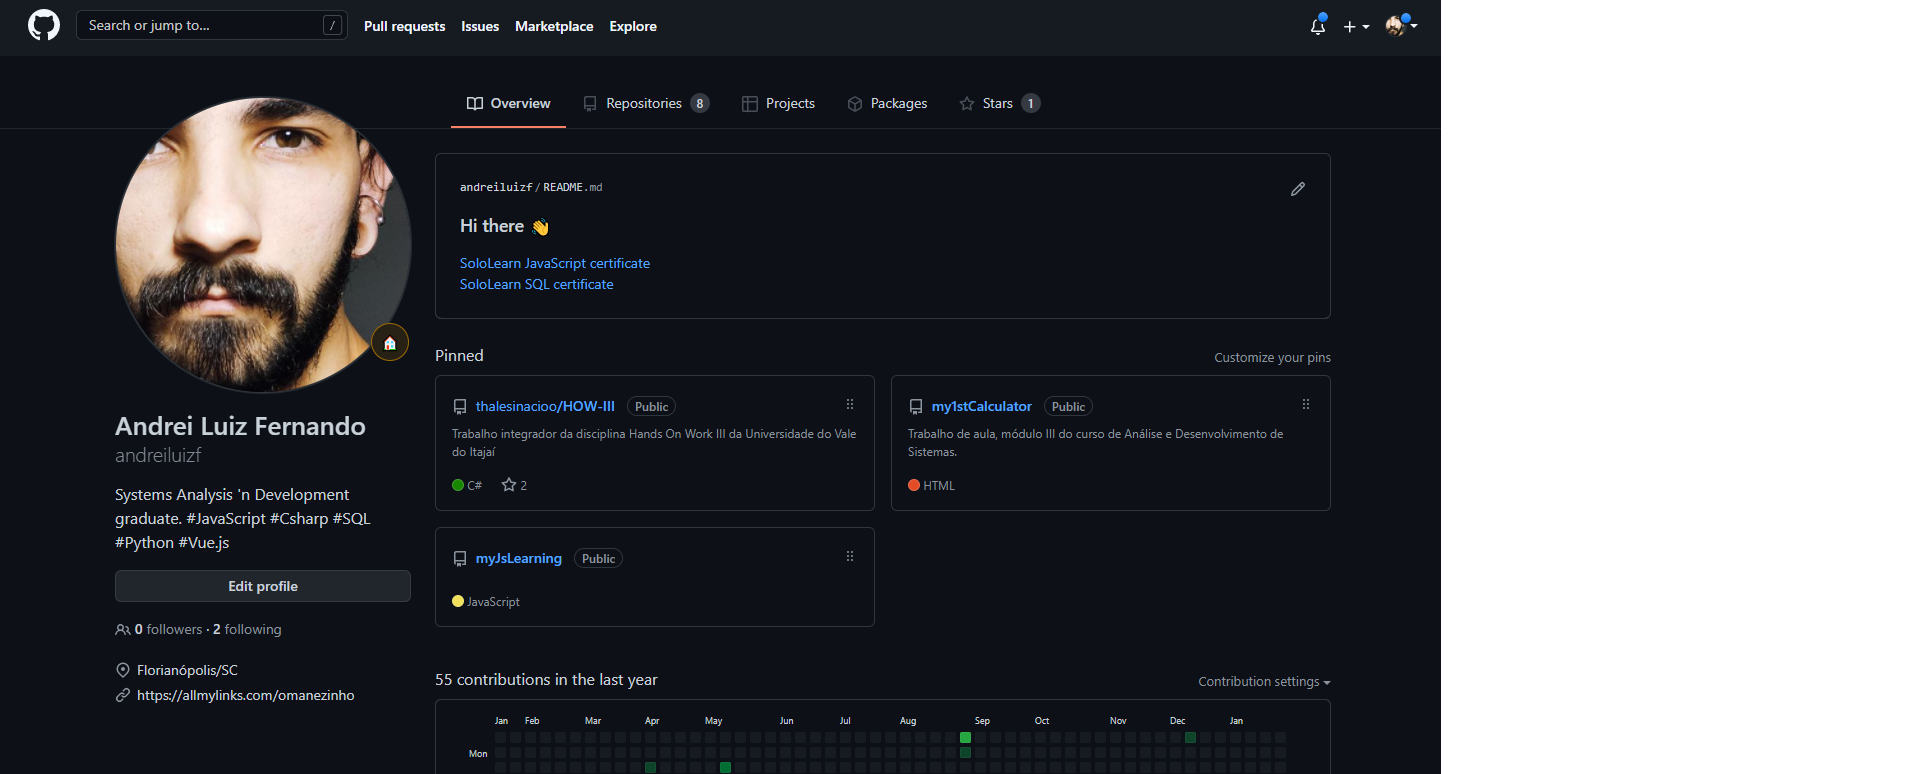 Search or jump to... /
Pull requests Issues Marketplace Explore
Overview Repositories 8 Projects Packages Stars 1
andreiluizf/README.md
Hi there 👋
SoloLearn JavaScript certificate
SoloLearn SQL certificate
Andrei Luiz Fernando
andreiluizf
Systems Analysis 'n Development
graduate. #JavaScript #Csharp #SQL
#Python #Vue.js
Edit profile
0 followers · 2 following
Florianópolis/SC
https://allmylinks.com/omanezinho
Pinned
Customize your pins
thalesinacioo/HOW-III Public
Trabalho integrador da disciplina Hands On Work III da Universidade do Vale
do Itajaí
C# 2
my1stCalculator Public
Trabalho de aula, módulo III do curso de Análise e Desenvolvimento de
Sistemas.
HTML
myJsLearning Public
JavaScript
55 contributions in the last year
Contribution settings
Jan Feb Mar Apr May Jun Jul Aug Sep Oct Nov Dec Jan
Mon